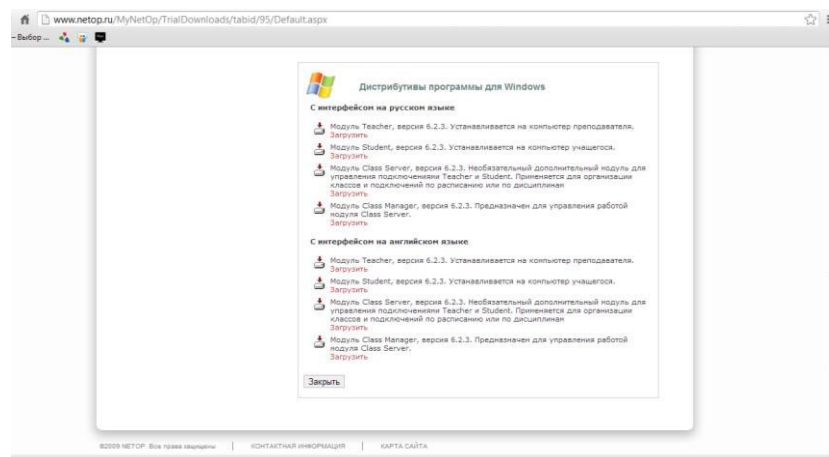 www.netop.ru/MyNetOp/TrialDownloads/tabid/95/Default.aspx
– Выбор ...
Дистрибутивы программы для Windows
С интерфейсом на русском языке
Модуль Teacher, версия 6.2.3. Устанавливается на компьютер преподавателя.
Загрузить
Модуль Student, версия 6.2.3. Устанавливается на компьютер учащегося.
Загрузить
Модуль Class Server, версия 6.2.3. Необязательный дополнительный модуль для
управления подключениями Teacher и Student. Применяется для организации
классов и подключений по расписанию или по дисциплинам
Загрузить
Модуль Class Manager, версия 6.2.3. Предназначен для управления работой
модуля Class Server.
Загрузить
С интерфейсом на английском языке
Модуль Teacher, версия 6.2.3. Устанавливается на компьютер преподавателя.
Загрузить
Модуль Student, версия 6.2.3. Устанавливается на компьютер учащегося.
Загрузить
Модуль Class Server, версия 6.2.3. Необязательный дополнительный модуль для
управления подключениями Teacher и Student. Применяется для организации
классов и подключений по расписанию или по дисциплинам
Загрузить
Модуль Class Manager, версия 6.2.3. Предназначен для управления работой
модуля Class Server.
Загрузить
Закрыть
©2009 NETOP Все права защищены | КОНТАКТНАЯ ИНФОРМАЦИЯ | КАРТА САЙТА